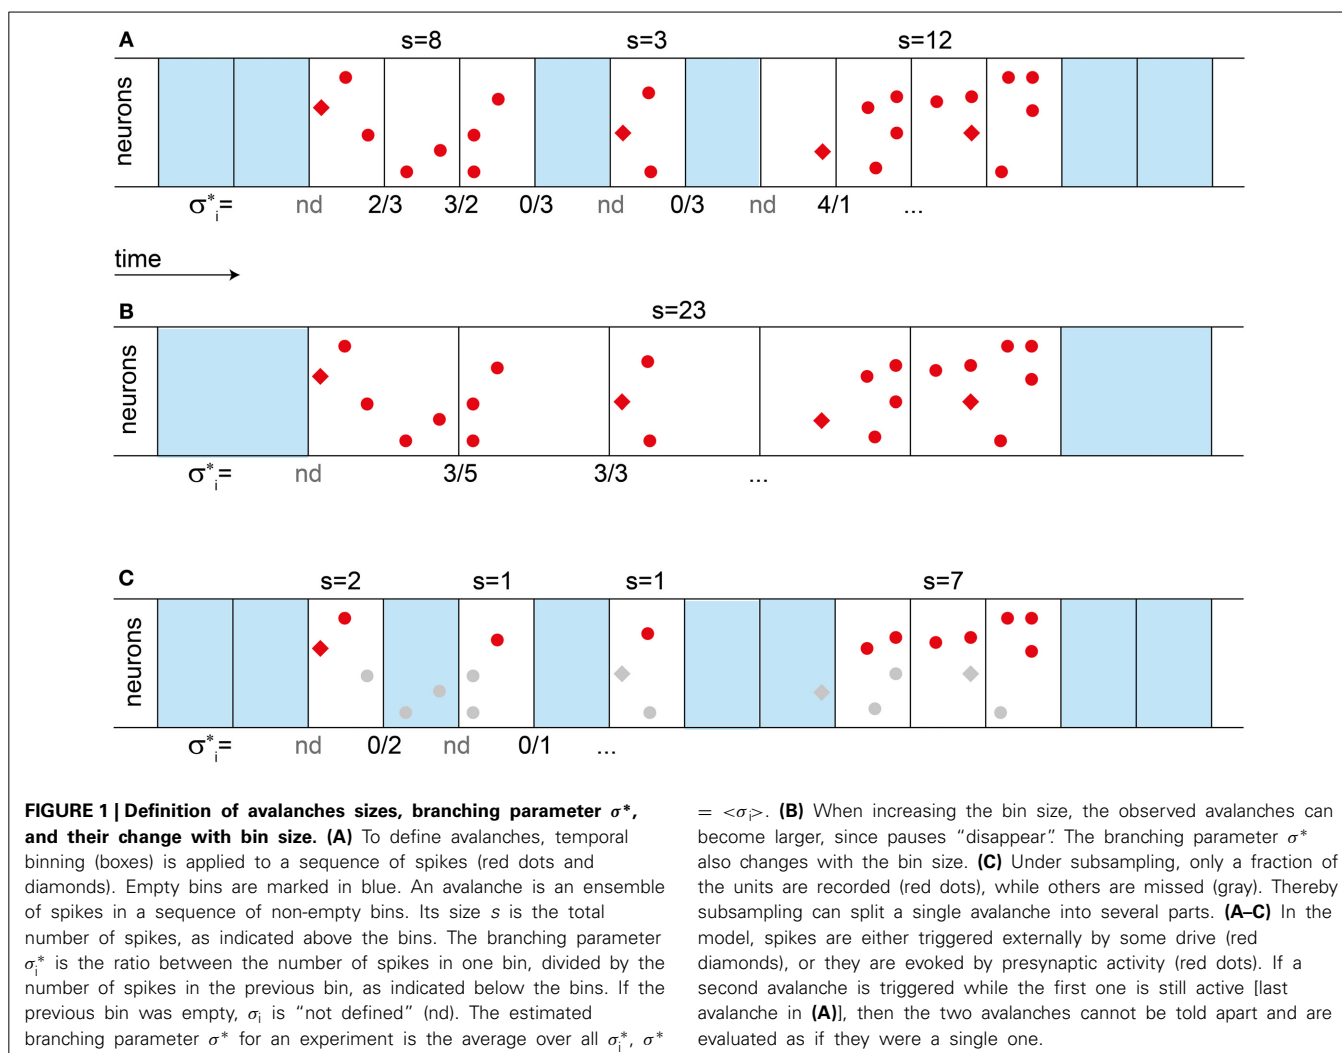 A
s=8 s=3 s=12
neurons
σ*i= nd 2/3 3/2 0/3 nd 0/3 nd 4/1 ...
time
B
s=23
neurons
σ*i= nd 3/5 3/3 ...
C
s=2 s=1 s=1 s=7
neurons
σ*i= nd 0/2 nd 0/1 ...
FIGURE 1 | Definition of avalanches sizes, branching parameter σ*,
and their change with bin size. (A) To define avalanches, temporal
binning (boxes) is applied to a sequence of spikes (red dots and
diamonds). Empty bins are marked in blue. An avalanche is an ensemble
of spikes in a sequence of non-empty bins. Its size s is the total
number of spikes, as indicated above the bins. The branching parameter
σ*i is the ratio between the number of spikes in one bin, divided by the
number of spikes in the previous bin, as indicated below the bins. If the
previous bin was empty, σi is “not defined” (nd). The estimated
branching parameter σ* for an experiment is the average over all σ*i, σ*
= <σi>. (B) When increasing the bin size, the observed avalanches can
become larger, since pauses “disappear”. The branching parameter σ*
also changes with the bin size. (C) Under subsampling, only a fraction of
the units are recorded (red dots), while others are missed (gray). Thereby
subsampling can split a single avalanche into several parts. (A–C) In the
model, spikes are either triggered externally by some drive (red
diamonds), or they are evoked by presynaptic activity (red dots). If a
second avalanche is triggered while the first one is still active [last
avalanche in (A)], then the two avalanches cannot be told apart and are
evaluated as if they were a single one.